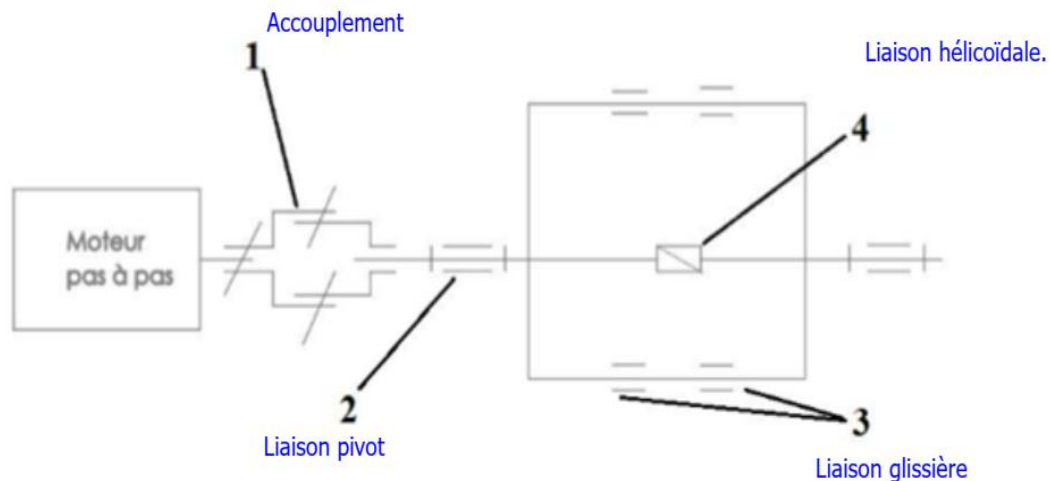 Accouplement
1
Liaison hélicoïdale.
4
Moteur
pas à pas
2
Liaison pivot
3
Liaison glissière